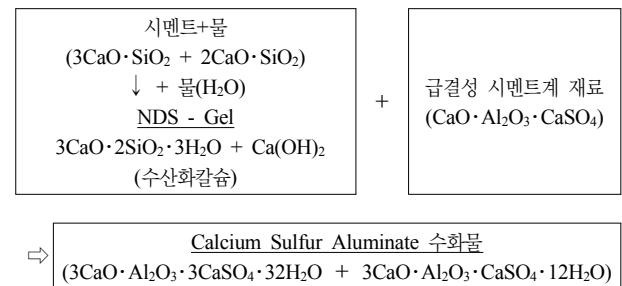 시멘트+물
(3CaO·SiO₂ + 2CaO·SiO₂)
↓ + 물(H₂O)
NDS - Gel
3CaO·2SiO₂·3H₂O + Ca(OH)₂
(수산화칼슘)
+
급결성 시멘트계 재료
(CaO·Al₂O₃·CaSO₄)
⇨
Calcium Sulfur Aluminate 수화물
(3CaO·Al₂O₃·3CaSO₄·32H₂O + 3CaO·Al₂O₃·CaSO₄·12H₂O)